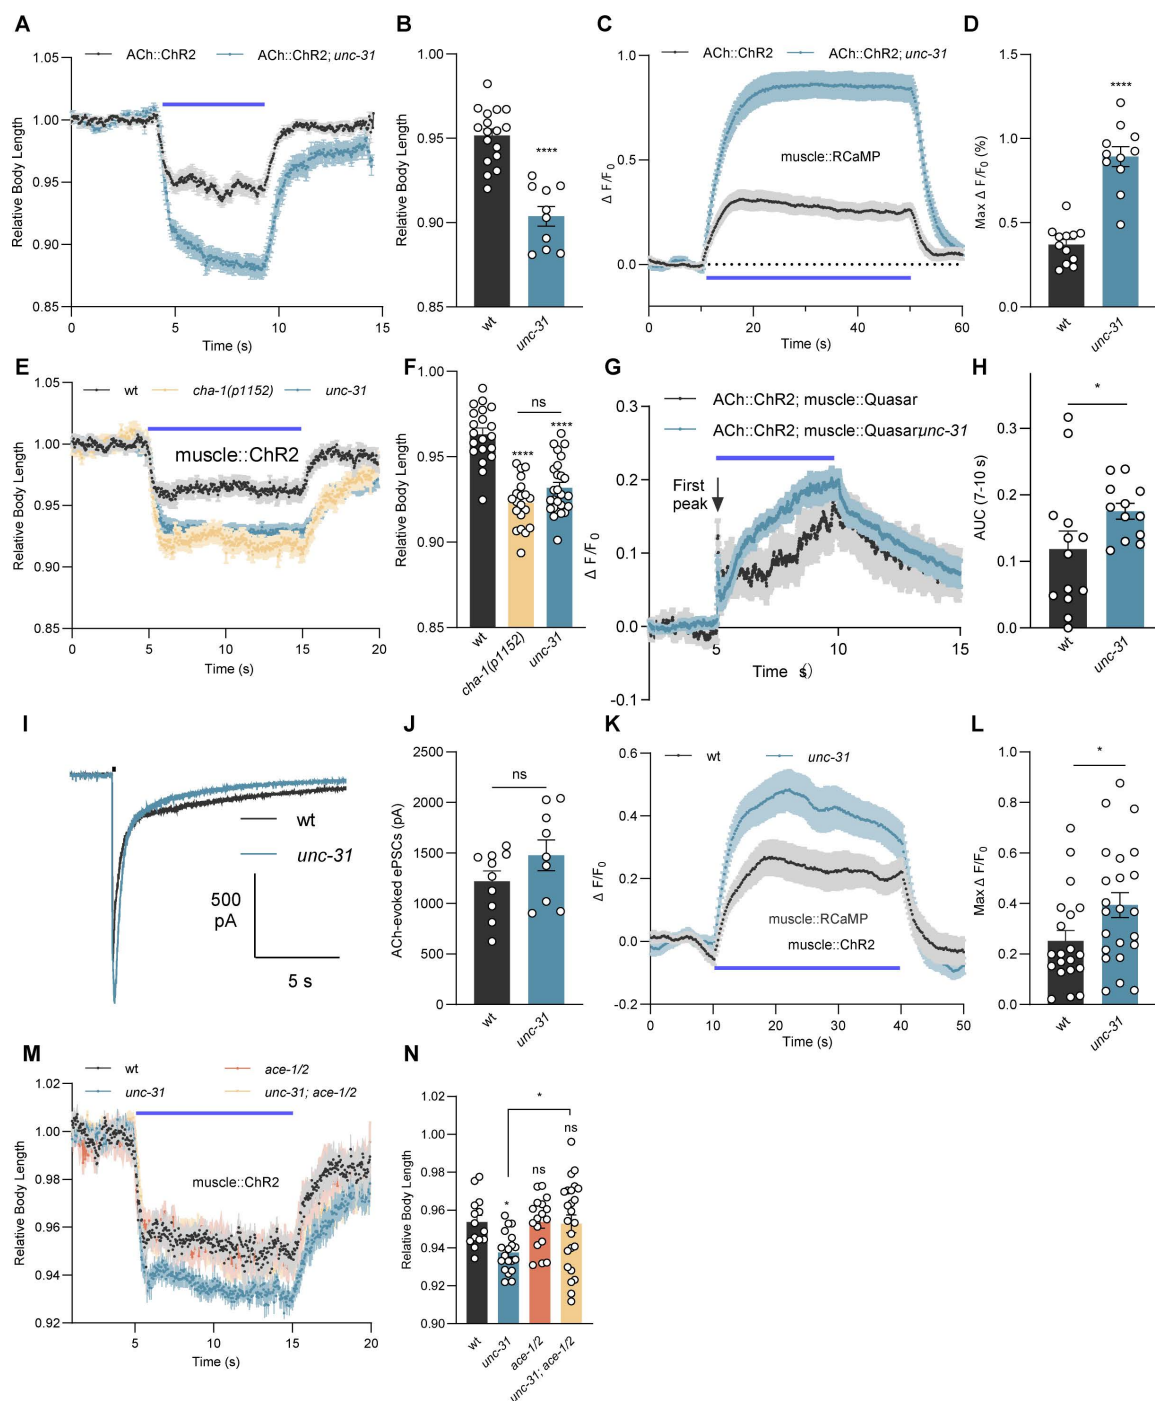 A
ACh::ChR2
ACh::ChR2; unc-31
1.05
1.00
0.95
0.90
0.85
Relative Body Length
0
5
10
15
Time (s)
B
1.00
0.95
0.90
0.85
Relative Body Length
****
wt
unc-31
C
ACh::ChR2
ACh::ChR2; unc-31
1.0
0.5
0.0
Δ F/F0
muscle::RCaMP
0
20
40
60
Time (s)
D
1.5
1.0
0.5
0.0
Max Δ F/F0 (%)
****
wt
unc-31
E
wt
cha-1(p1152)
unc-31
1.05
1.00
0.95
0.90
0.85
Relative Body Length
muscle::ChR2
0
5
10
15
20
Time (s)
F
1.00
0.95
0.90
0.85
Relative Body Length
ns
****
****
wt
cha-1(p1152)
unc-31
G
ACh::ChR2; muscle::Quasar
ACh::ChR2; muscle::Quasar;unc-31
0.3
0.2
0.1
0.0
-0.1
Δ F/F0
First
peak
5
10
15
Time (s)
H
0.3
0.2
0.1
0.0
AUC (7-10 s)
*
wt
unc-31
I
wt
unc-31
500
pA
5 s
J
2500
2000
1500
1000
500
0
ACh-evoked ePSCs (pA)
ns
wt
unc-31
K
wt
unc-31
0.6
0.4
0.2
0.0
-0.2
Δ F/F0
muscle::RCaMP
muscle::ChR2
0
10
20
30
40
50
Time (s)
L
1.0
0.8
0.6
0.4
0.2
0.0
Max Δ F/F0
*
wt
unc-31
M
wt
ace-1/2
unc-31
unc-31; ace-1/2
1.02
1.00
0.98
0.96
0.94
0.92
Relative Body Length
muscle::ChR2
5
10
15
20
Time (s)
N
1.02
1.00
0.98
0.96
0.94
0.92
0.90
Relative Body Length
*
ns
ns
*
wt
unc-31
ace-1/2
unc-31; ace-1/2